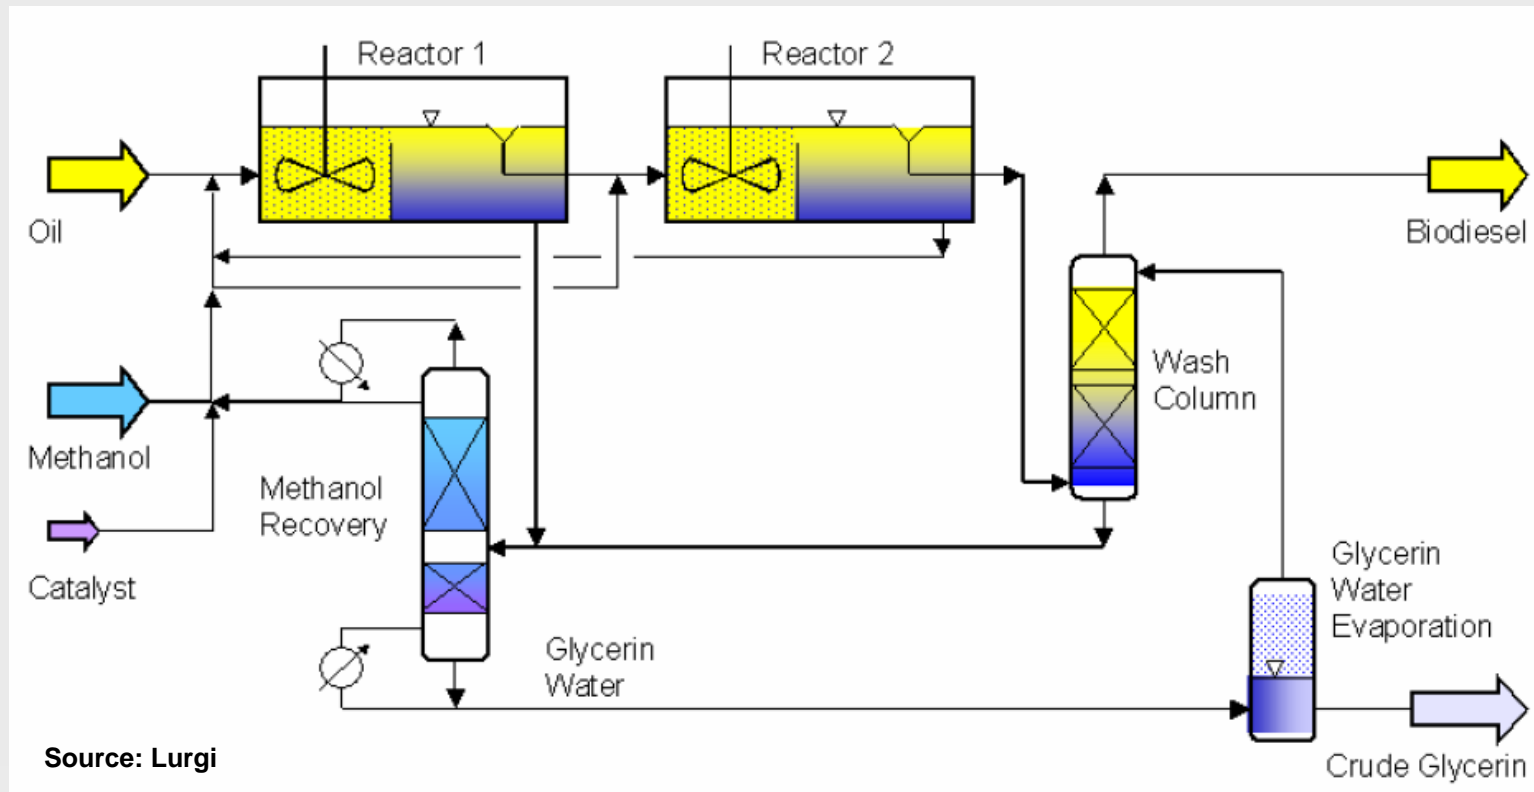 Reactor 1
Reactor 2
Oil
Biodiesel
Wash
Column
Methanol
Methanol
Recovery
Catalyst
Glycerin
Water
Evaporation
Glycerin
Water
Source: Lurgi
Crude Glycerin